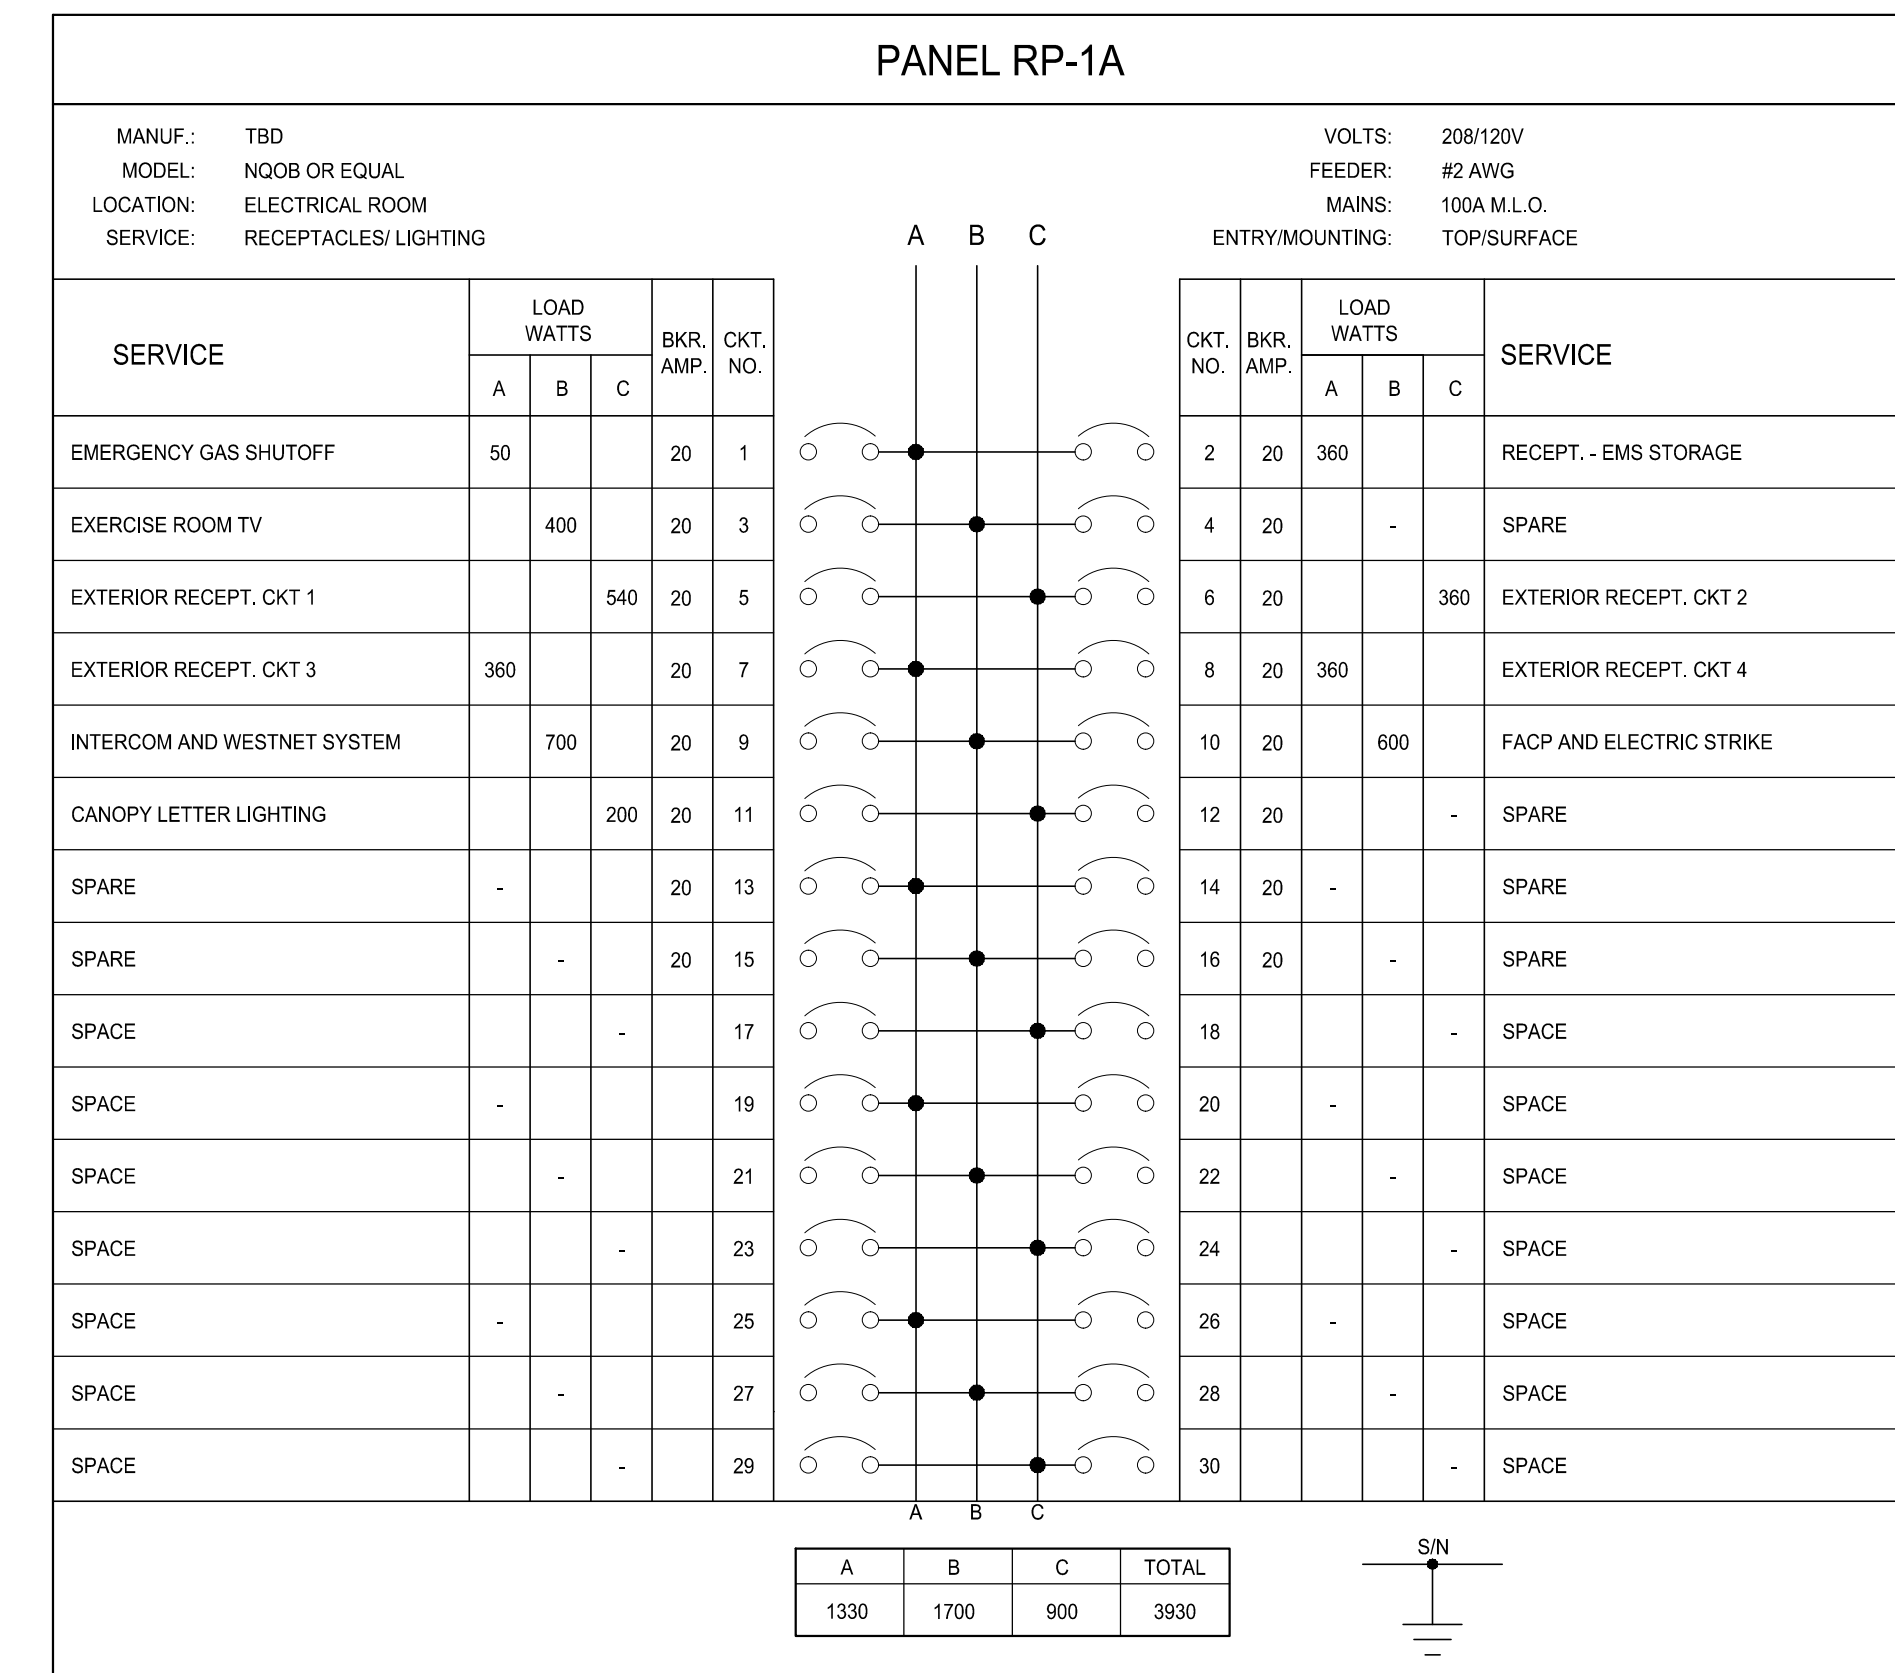 PANEL RP-1A
MANUF.: TBD
MODEL: NQOB OR EQUAL
LOCATION: ELECTRICAL ROOM
SERVICE: RECEPTACLES/ LIGHTING
VOLTS: 208/120V
FEEDER: #2 AWG
MAINS: 100A M.L.O.
ENTRY/MOUNTING: TOP/SURFACE
A B C
SERVICE
LOAD
WATTS
A B C
BKR.
AMP.
CKT.
NO.
CKT.
NO.
BKR.
AMP.
LOAD
WATTS
A B C
SERVICE
EMERGENCY GAS SHUTOFF 50 20 1 2 20 360 RECEPT. - EMS STORAGE
EXERCISE ROOM TV 400 20 3 4 20 - SPARE
EXTERIOR RECEPT. CKT 1 540 20 5 6 20 360 EXTERIOR RECEPT. CKT 2
EXTERIOR RECEPT. CKT 3 360 20 7 8 20 360 EXTERIOR RECEPT. CKT 4
INTERCOM AND WESTNET SYSTEM 700 20 9 10 20 600 FACP AND ELECTRIC STRIKE
CANOPY LETTER LIGHTING 200 20 11 12 20 - SPARE
SPARE - 20 13 14 20 - SPARE
SPARE - 20 15 16 20 - SPARE
SPACE - 17 18 - SPACE
SPACE - 19 20 - SPACE
SPACE - 21 22 - SPACE
SPACE - 23 24 - SPACE
SPACE - 25 26 - SPACE
SPACE - 27 28 - SPACE
SPACE - 29 30 - SPACE
A B C
A B C TOTAL
1330 1700 900 3930
S/N